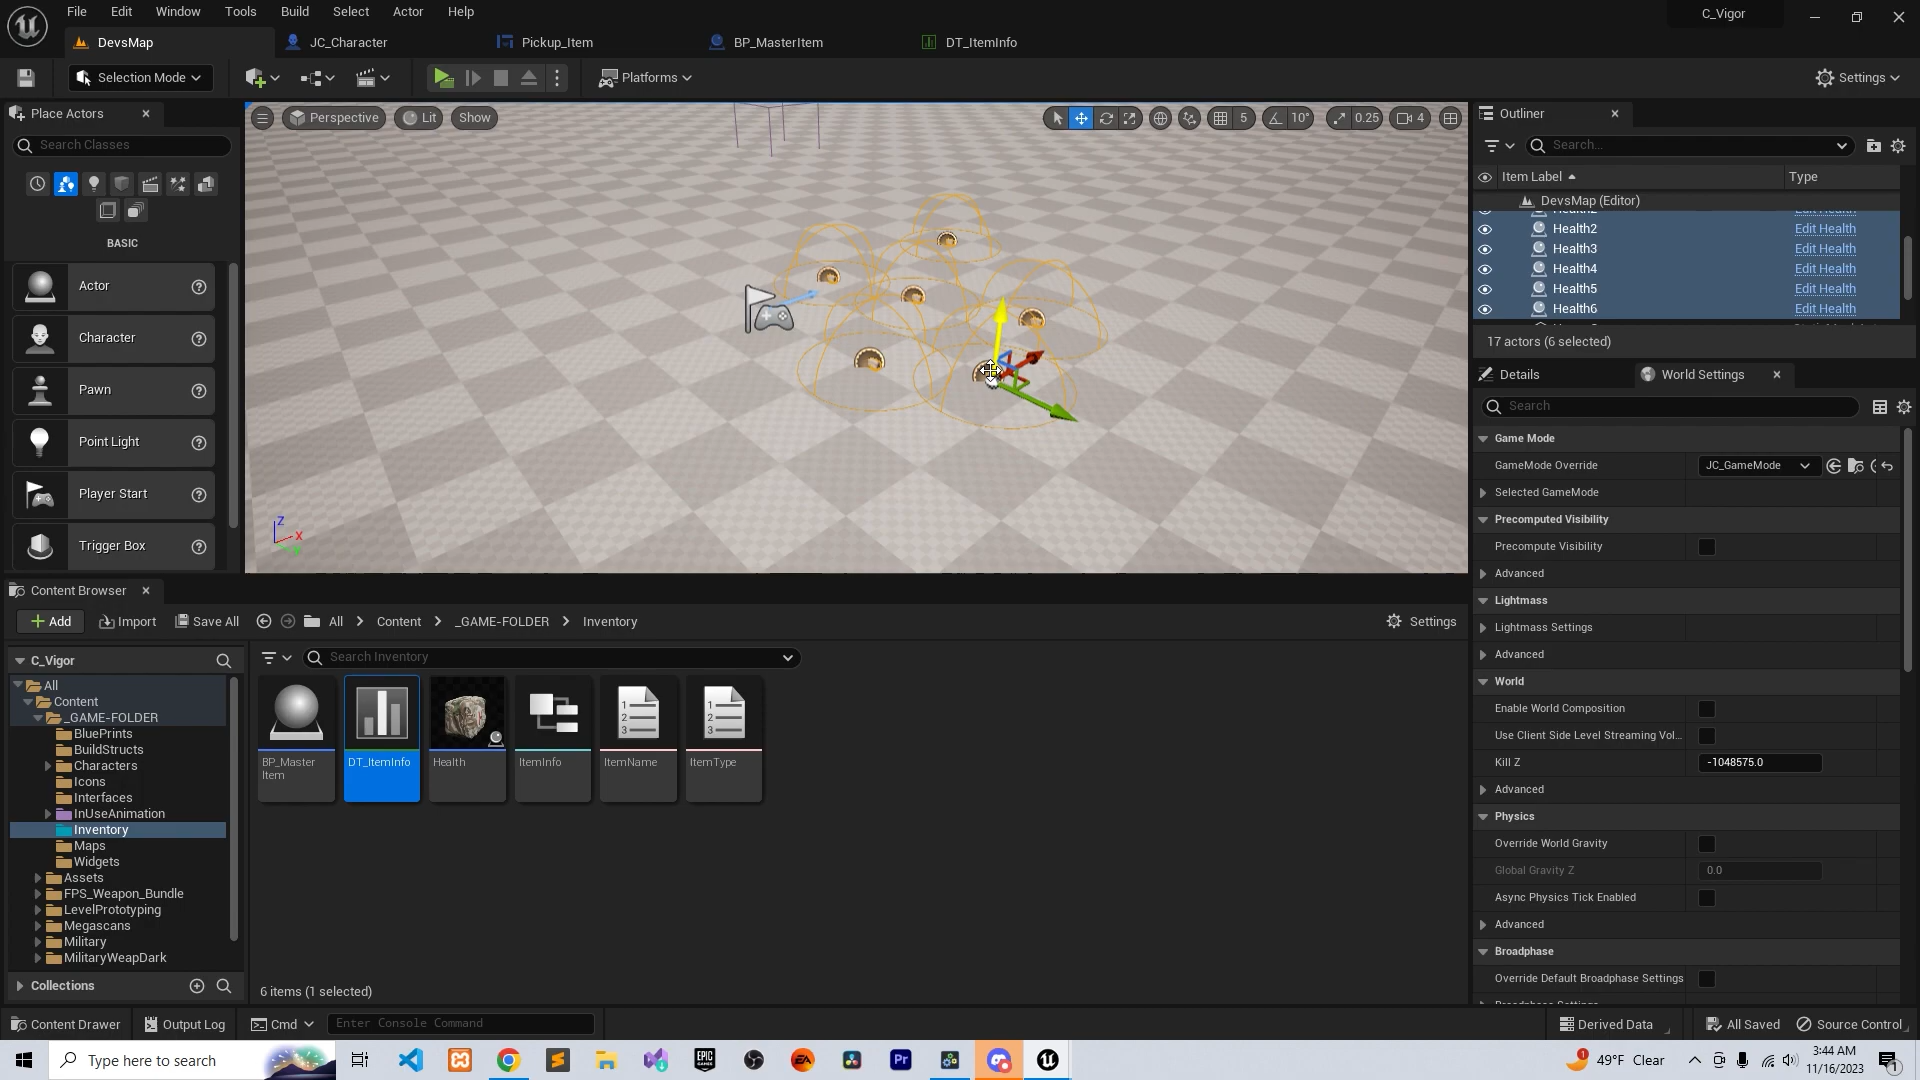 File Edit Window Tools Build Select Actor Help
C_Vigor
DevsMap JC_Character Pickup_Item BP_MasterItem DT_ItemInfo
Selection Mode Platforms Settings
Place Actors
Search Classes
BASIC
Actor
Character
Pawn
Point Light
Player Start
Trigger Box
Perspective Lit Show 5 10° 0.25 4
Z
X
Outliner
Search...
Item Label Type
DevsMap (Editor)
Health2 Edit Health
Health3 Edit Health
Health4 Edit Health
Health5 Edit Health
Health6 Edit Health
17 actors (6 selected)
Details World Settings
Search
Game Mode
GameMode Override JC_GameMode
Selected GameMode
Precomputed Visibility
Precompute Visibility
Advanced
Lightmass
Lightmass Settings
Advanced
World
Enable World Composition
Use Client Side Level Streaming Vol...
Kill Z -1048575.0
Advanced
Physics
Override World Gravity
Global Gravity Z 0.0
Async Physics Tick Enabled
Advanced
Broadphase
Override Default Broadphase Settings
Content Browser
Add Import Save All All > Content > _GAME-FOLDER > Inventory Settings
C_Vigor
All
Content
_GAME-FOLDER
BluePrints
BuildStructs
Characters
Icons
Interfaces
InUseAnimation
Inventory
Maps
Widgets
Assets
FPS_Weapon_Bundle
LevelPrototyping
Megascans
Military
MilitaryWeapDark
Collections
Search Inventory
BP_Master
Item
DT_ItemInfo
Health
ItemInfo
ItemName
ItemType
6 items (1 selected)
Content Drawer Output Log Cmd Enter Console Command Derived Data All Saved Source Control
Type here to search
49°F Clear
3:44 AM
11/16/2023